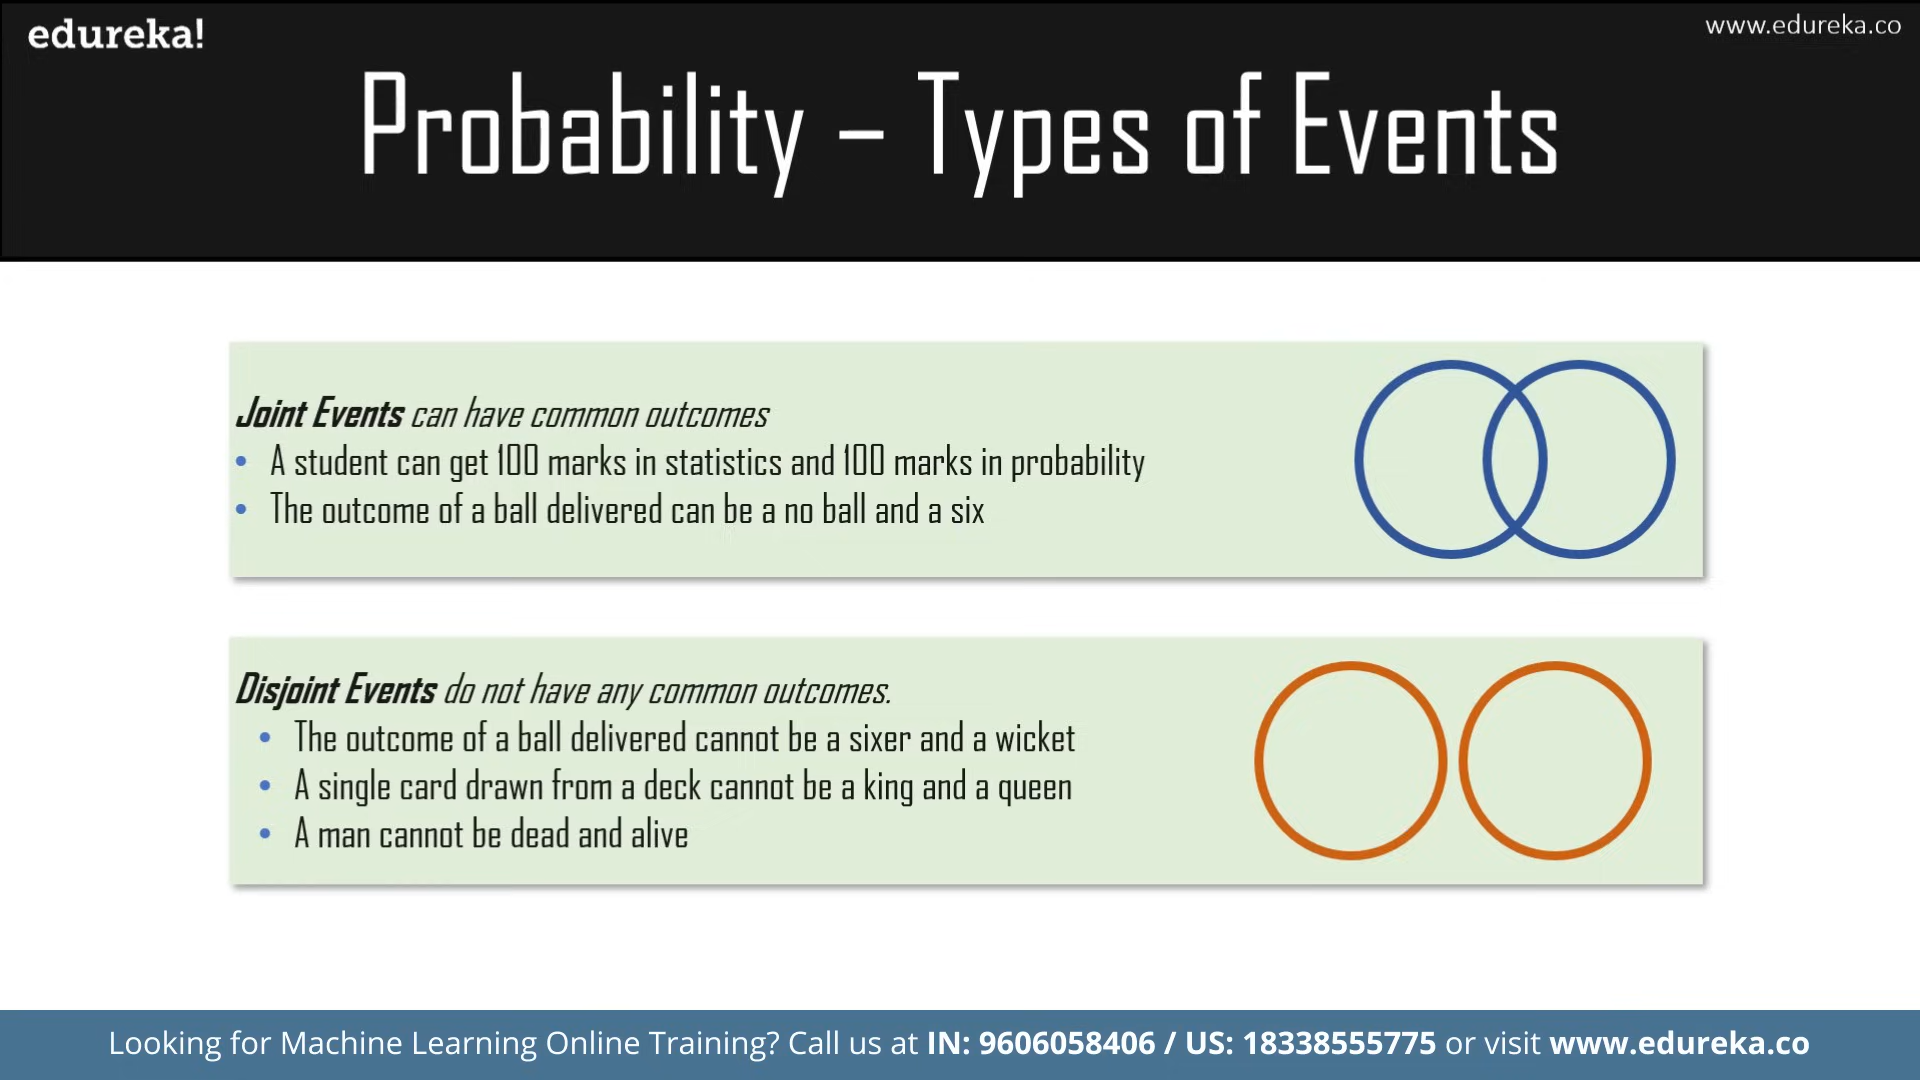 edureka!
www.edureka.co
Probability – Types of Events
Joint Events can have common outcomes
• A student can get 100 marks in statistics and 100 marks in probability
• The outcome of a ball delivered can be a no ball and a six
Disjoint Events do not have any common outcomes.
• The outcome of a ball delivered cannot be a sixer and a wicket
• A single card drawn from a deck cannot be a king and a queen
• A man cannot be dead and alive
Looking for Machine Learning Online Training? Call us at IN: 9606058406 / US: 18338555775 or visit www.edureka.co